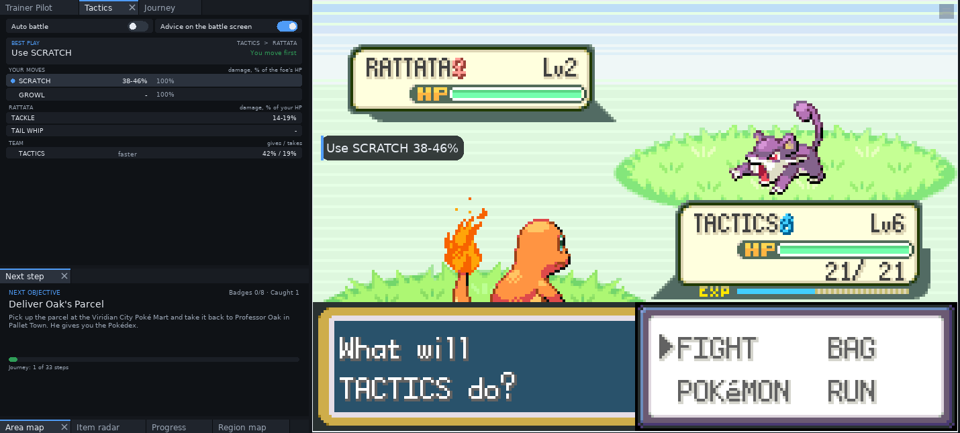 Trainer Pilot
Tactics
Journey
Auto battle
Advice on the battle screen
BEST PLAY
TACTICS > RATTATA
Use SCRATCH
You move first
YOUR MOVES
damage, % of the foe's HP
SCRATCH 38-46% 100%
GROWL - 100%
RATTATA
damage, % of your HP
TACKLE 14-19%
TAIL WHIP -
TEAM
gives / takes
TACTICS faster 42% / 19%
Next step
NEXT OBJECTIVE
Badges 0/8 · Caught 1
Deliver Oak's Parcel
Pick up the parcel at the Viridian City Poké Mart and take it back to Professor Oak in
Pallet Town. He gives you the Pokédex.
Journey: 1 of 33 steps
Area map
Item radar
Progress
Region map
RATTATA♀ Lv2
HP
Use SCRATCH 38-46%
TACTICS♂ Lv6
HP
21/ 21
EXP
What will
TACTICS do?
FIGHT BAG
POKéMON RUN